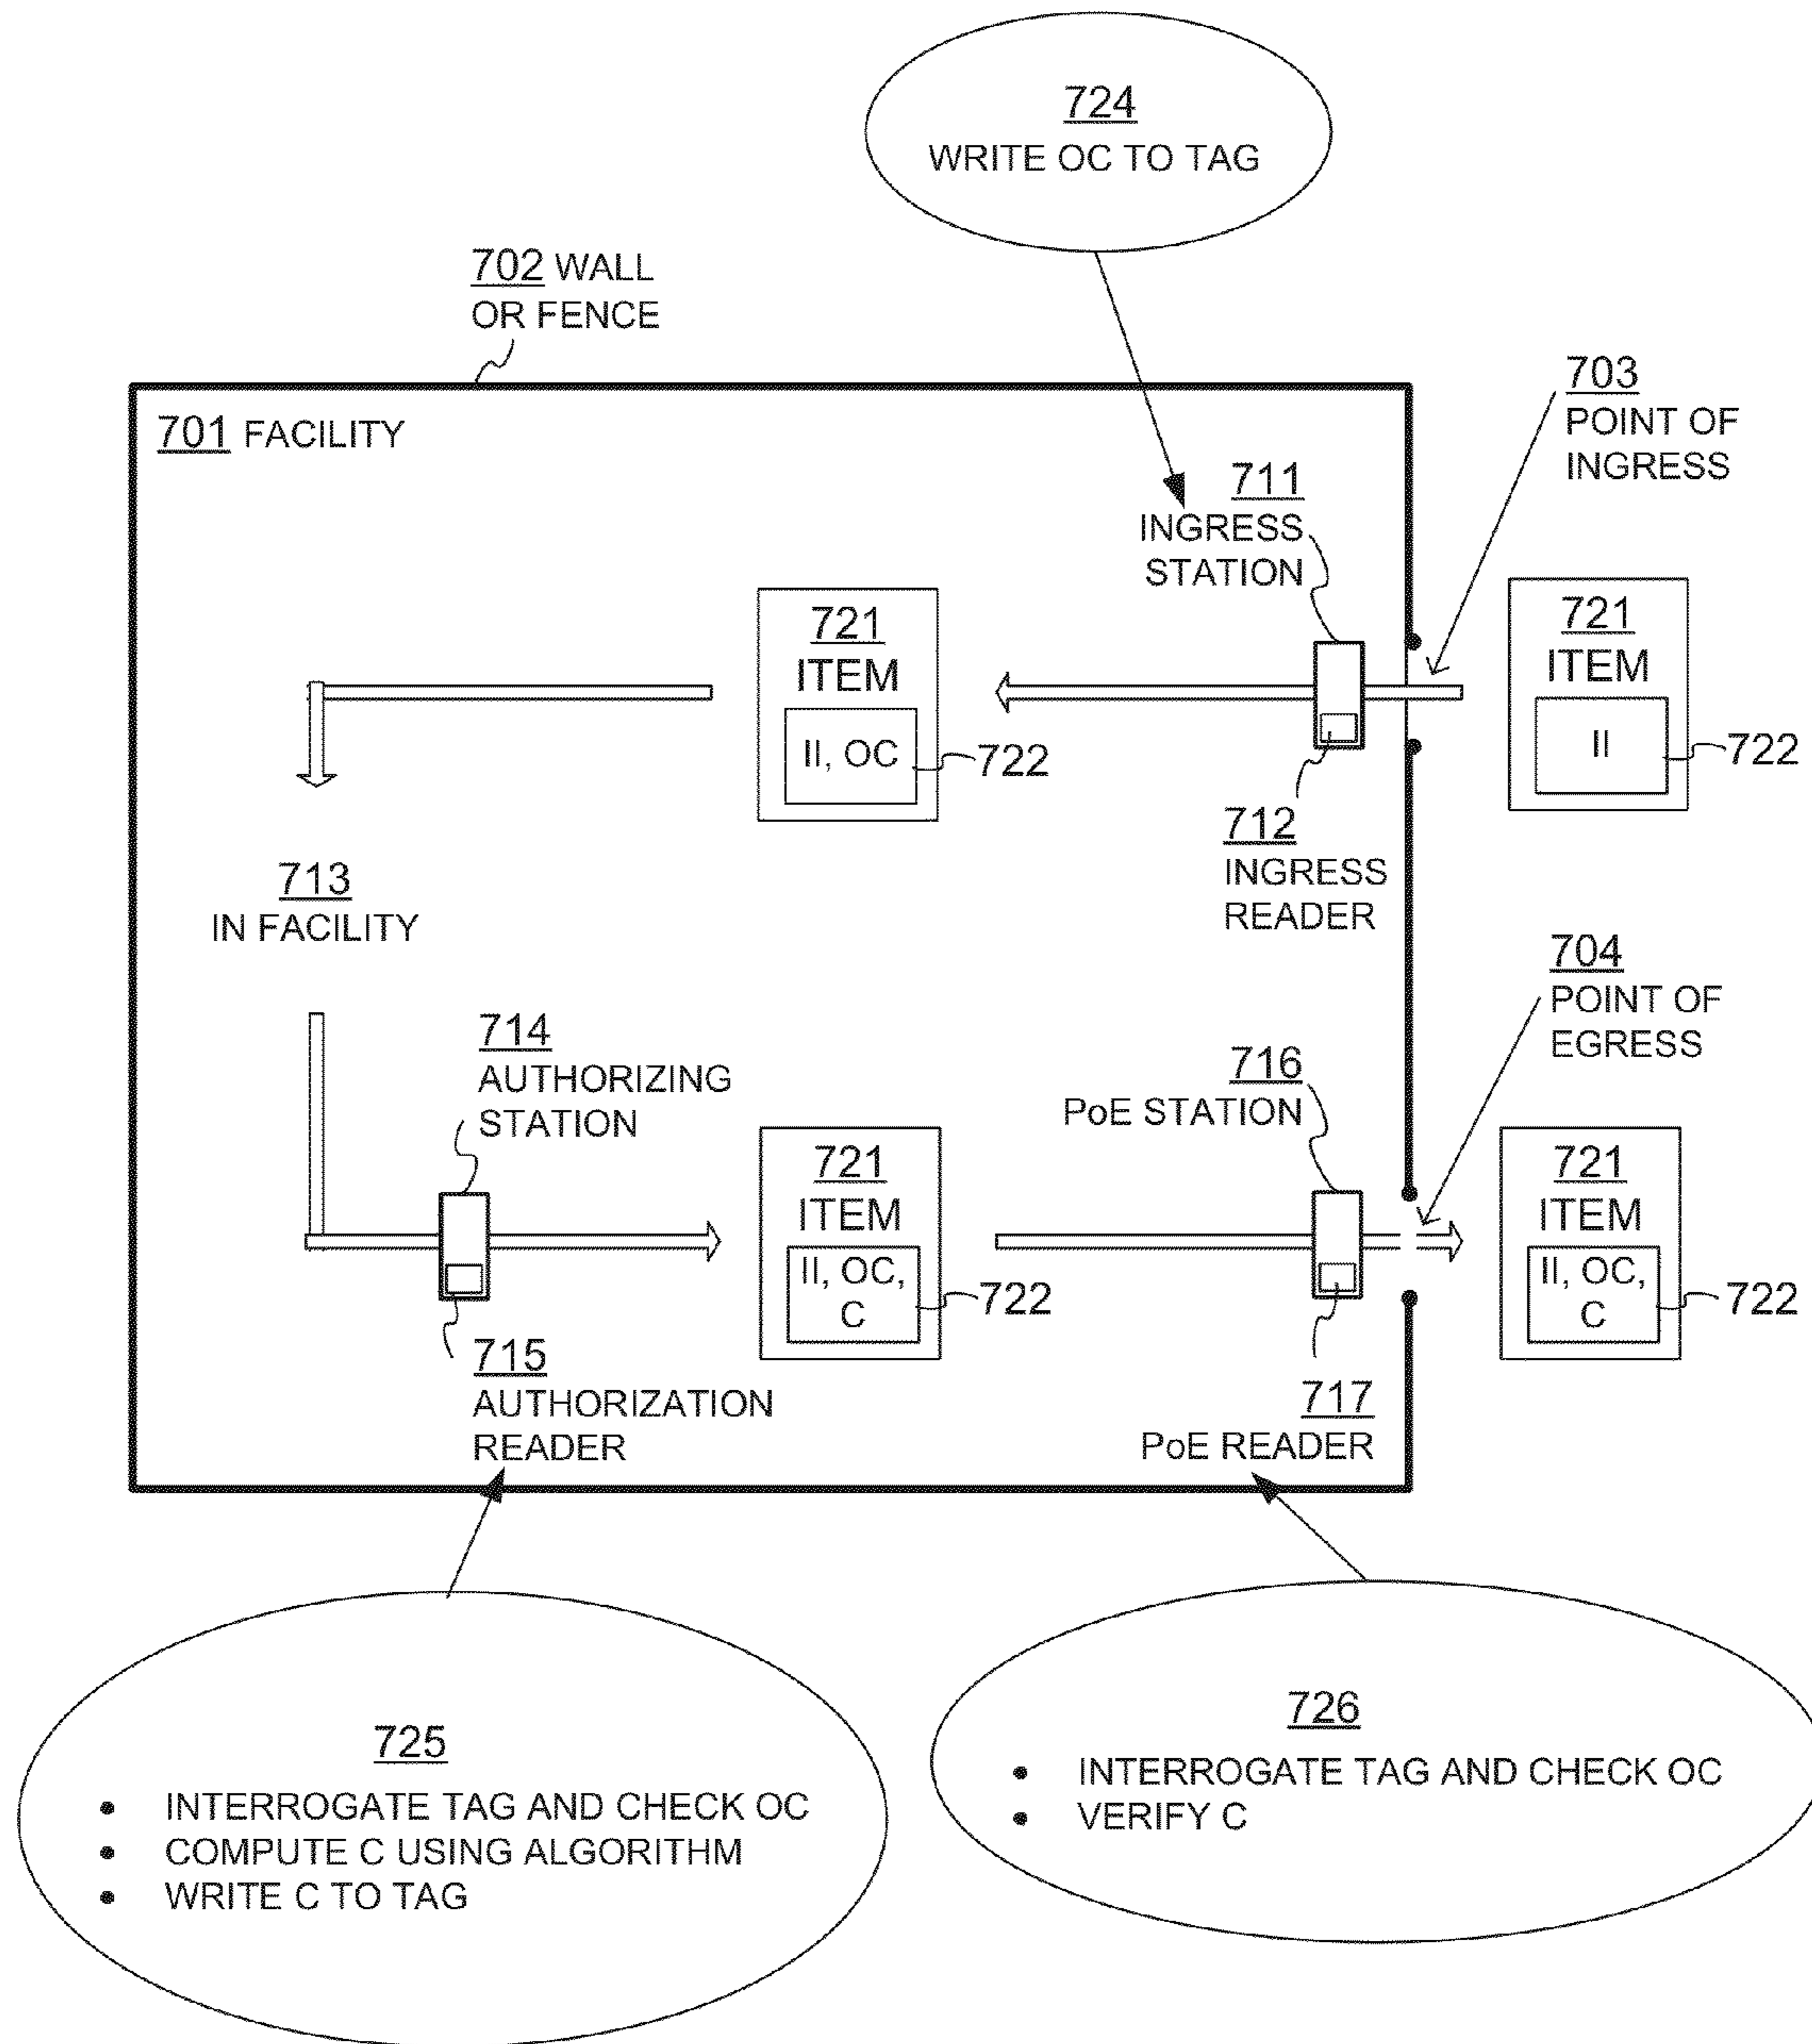 724
WRITE OC TO TAG
702 WALL
OR FENCE
703
POINT OF
INGRESS
701 FACILITY
711
INGRESS
STATION
721
ITEM
II, OC
722
721
ITEM
II
722
712
INGRESS
READER
713
IN FACILITY
704
POINT OF
EGRESS
714
AUTHORIZING
STATION
716
PoE STATION
721
ITEM
II, OC,
C
722
721
ITEM
II, OC,
C
722
715
AUTHORIZATION
READER
717
PoE READER
725
• INTERROGATE TAG AND CHECK OC
• COMPUTE C USING ALGORITHM
• WRITE C TO TAG
726
• INTERROGATE TAG AND CHECK OC
• VERIFY C